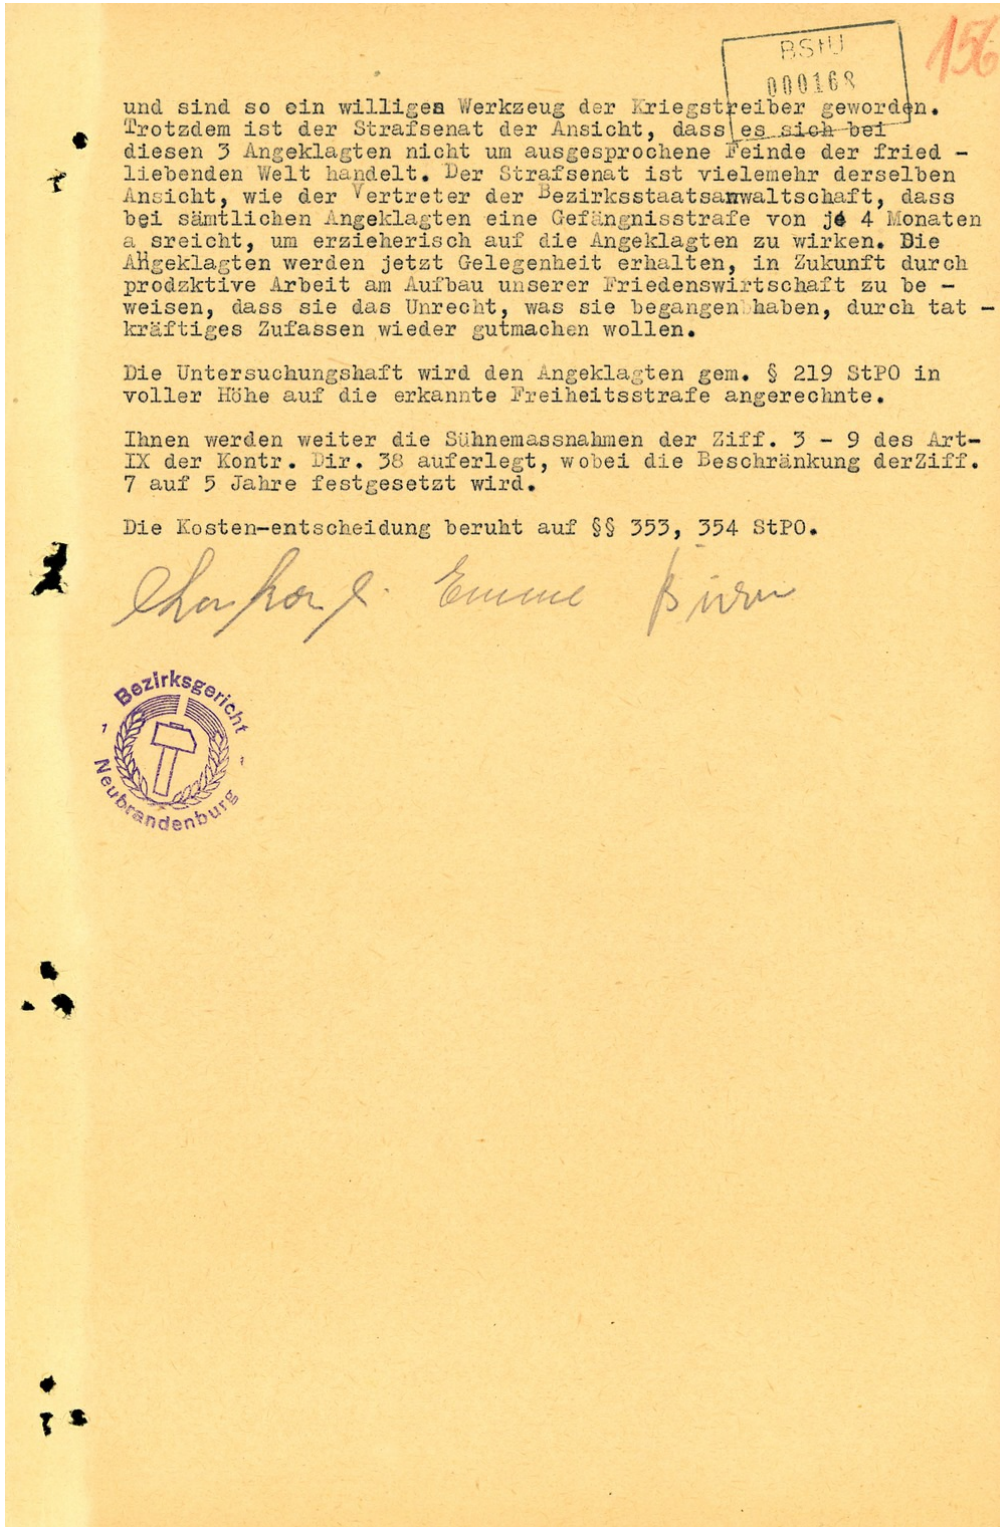 BStU
000168
156
und sind so ein williges Werkzeug der Kriegstreiber geworden.
Trotzdem ist der Strafsenat der Ansicht, dass es sich bei
diesen 3 Angeklagten nicht um ausgesprochene Feinde der fried -
liebenden Welt handelt. Der Strafsenat ist vielemehr derselben
Ansicht, wie der Vertreter der Bezirksstaatsanwaltschaft, dass
bei sämtlichen Angeklagten eine Gefängnisstrafe von je 4 Monaten
a sreicht, um erzieherisch auf die Angeklagten zu wirken. Die
Angeklagten werden jetzt Gelegenheit erhalten, in Zukunft durch
prodzktive Arbeit am Aufbau unserer Friedenswirtschaft zu be -
weisen, dass sie das Unrecht, was sie begangen haben, durch tat -
kräftiges Zufassen wieder gutmachen wollen.
Die Untersuchungshaft wird den Angeklagten gem. § 219 StPO in
voller Höhe auf die erkannte Freiheitsstrafe angerechnte.
Ihnen werden weiter die Sühnemassnahmen der Ziff. 3 - 9 des Art-
IX der Kontr. Dir. 38 auferlegt, wobei die Beschränkung derZiff.
7 auf 5 Jahre festgesetzt wird.
Die Kosten-entscheidung beruht auf §§ 353, 354 StPO.
Bezirksgericht
Neubrandenburg